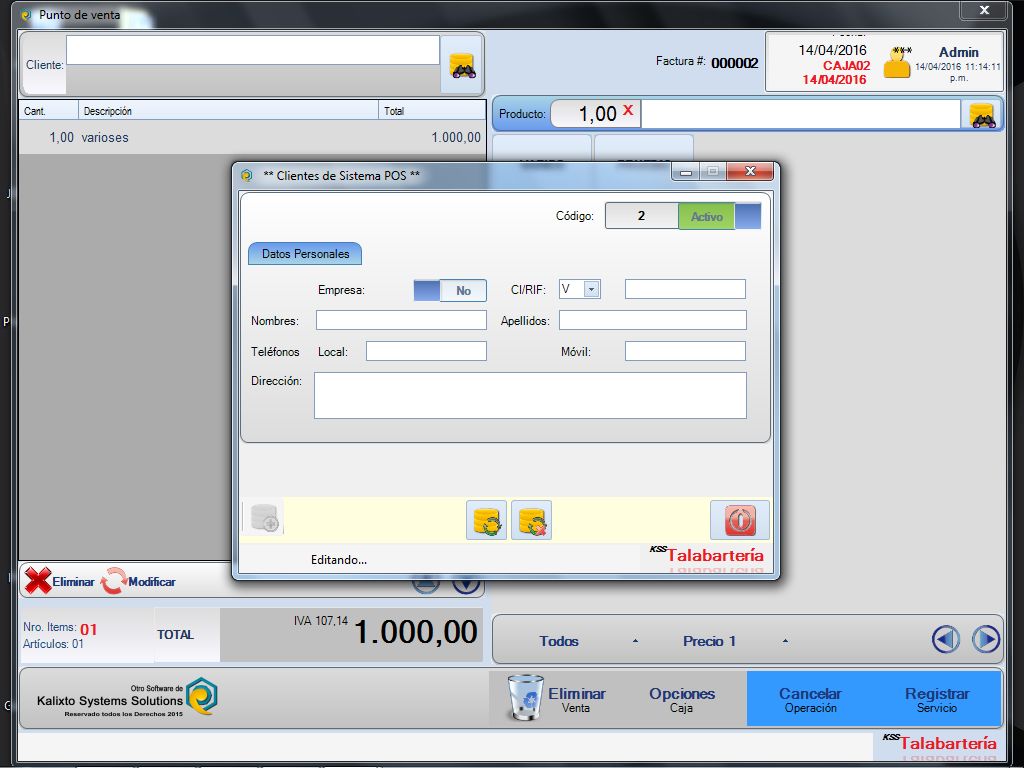 Punto de venta
Cliente:
Factura #: 000002
14/04/2016
CAJA02
14/04/2016
***
Admin
14/04/2016 11:14:11
p.m.
Cant. Descripción Total
Producto: 1,00 X
1,00 varioses 1.000,00
** Clientes de Sistema POS **
Código: 2 Activo
Datos Personales
Empresa: No CI/RIF: V
Nombres: Apellidos:
Teléfonos Local: Móvil:
Dirección:
Editando...
KSS Talabartería
Eliminar Modificar
Nro. Items: 01
Artículos: 01
TOTAL
IVA 107,14 1.000,00
Todos Precio 1
Otro Software de
Kalixto Systems Solutions
Reservado todos los Derechos 2015
Eliminar
Venta
Opciones
Caja
Cancelar
Operación
Registrar
Servicio
KSS Talabartería